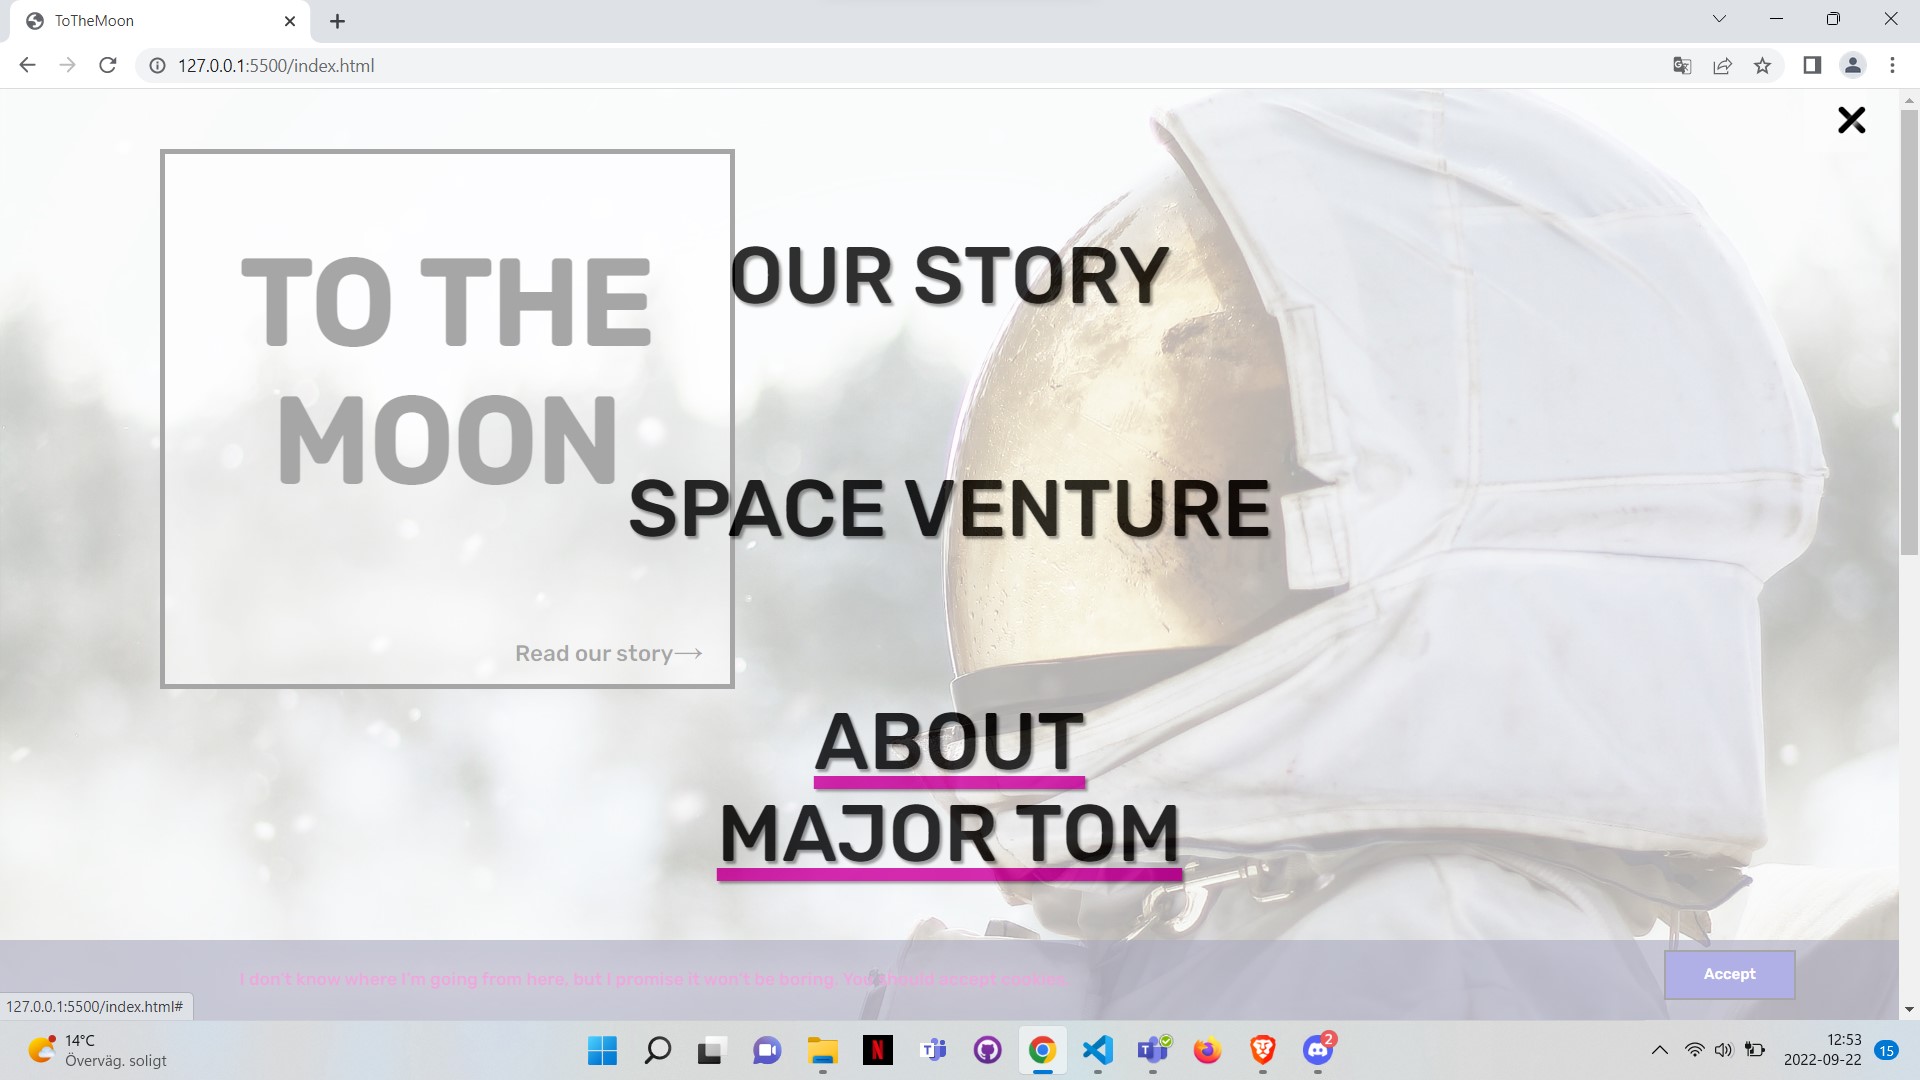 ToTheMoon
127.0.0.1:5500/index.html
TO THE
MOON
Read our story→
OUR STORY
SPACE VENTURE
ABOUT
MAJOR TOM
I don't know where I'm going from here, but I promise it won't be boring. You should accept cookies.
Accept
127.0.0.1:5500/index.html#
14°C
Överväg. soligt
N
T
T
2
12:53
2022-09-22
15